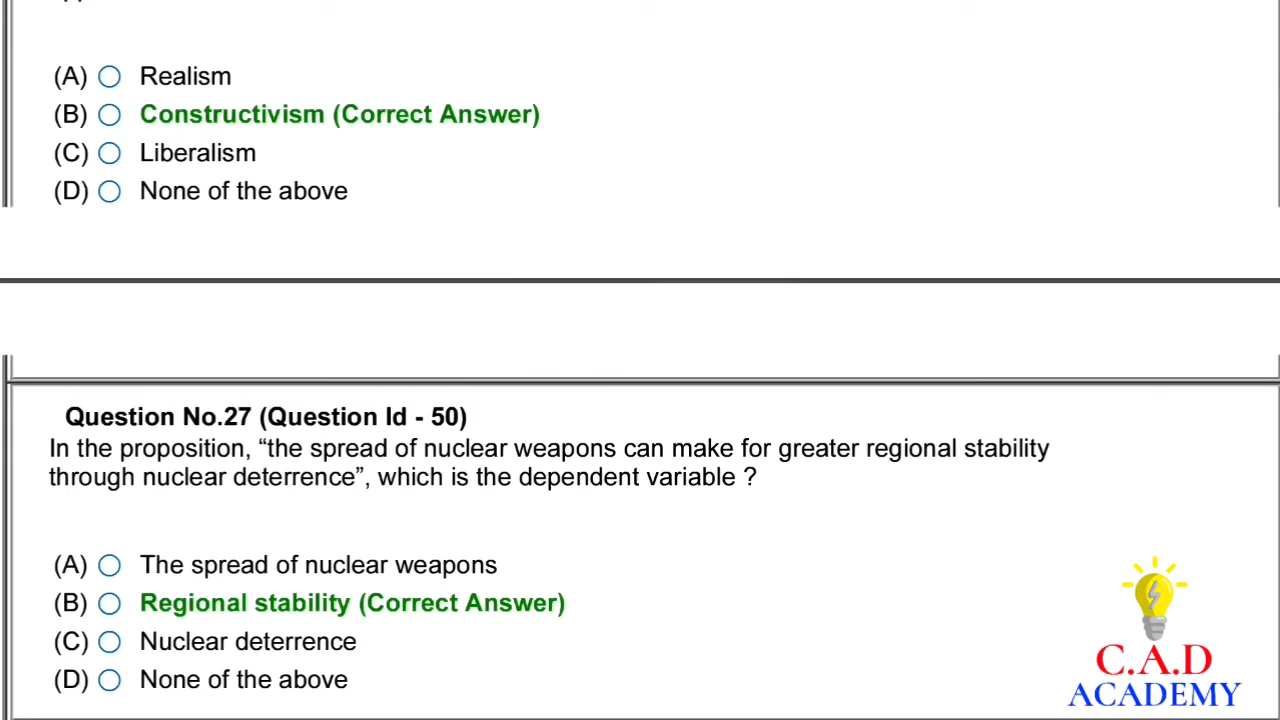 (A) Realism
(B) Constructivism (Correct Answer)
(C) Liberalism
(D) None of the above
Question No.27 (Question Id - 50)
In the proposition, “the spread of nuclear weapons can make for greater regional stability
through nuclear deterrence”, which is the dependent variable ?
(A) The spread of nuclear weapons
(B) Regional stability (Correct Answer)
(C) Nuclear deterrence
(D) None of the above
C.A.D
ACADEMY